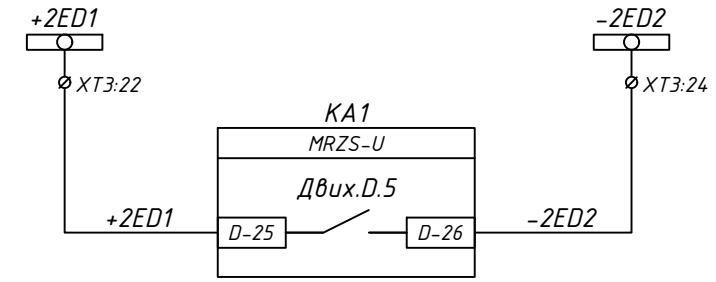 +2ED1
-2ED2
XT3:22
XT3:24
KA1
MRZS-U
Двих.D.5
+2ED1
D-25
D-26
-2ED2